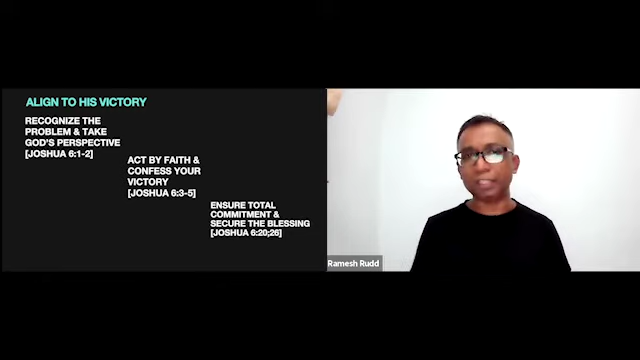 ALIGN TO HIS VICTORY
RECOGNIZE THE
PROBLEM & TAKE
GOD'S PERSPECTIVE
[JOSHUA 6:1-2]
ACT BY FAITH &
CONFESS YOUR
VICTORY
[JOSHUA 6:3-5]
ENSURE TOTAL
COMMITMENT &
SECURE THE BLESSING
[JOSHUA 6:20;26]
Ramesh Rudd